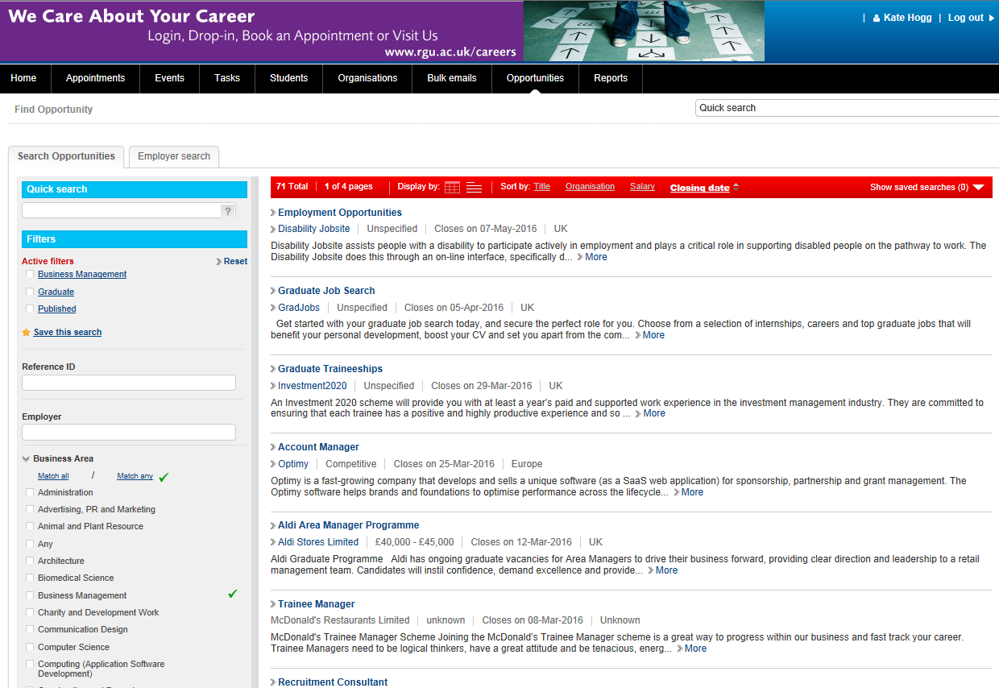 We Care About Your Career
Login, Drop-in, Book an Appointment or Visit Us
www.rgu.ac.uk/careers
| Kate Hogg | Log out
Home Appointments Events Tasks Students Organisations Bulk emails Opportunities Reports
Find Opportunity
Quick search
Search Opportunities Employer search
Quick search
?
Filters
Active filters Reset
Business Management
Graduate
Published
Save this search
Reference ID
Employer
Business Area
Match all / Match any
Administration
Advertising, PR and Marketing
Animal and Plant Resource
Any
Architecture
Biomedical Science
Business Management
Charity and Development Work
Communication Design
Computer Science
Computing (Application Software
Development)
71 Total 1 of 4 pages Display by: Sort by: Title Organisation Salary Closing date Show saved searches (0)
Employment Opportunities
Disability Jobsite Unspecified Closes on 07-May-2016 UK
Disability Jobsite assists people with a disability to participate actively in employment and plays a critical role in supporting disabled people on the pathway to work. The
Disability Jobsite does this through an on-line interface, specifically d... More
Graduate Job Search
GradJobs Unspecified Closes on 05-Apr-2016 UK
Get started with your graduate job search today, and secure the perfect role for you. Choose from a selection of internships, careers and top graduate jobs that will
benefit your personal development, boost your CV and set you apart from the com... More
Graduate Traineeships
Investment2020 Unspecified Closes on 29-Mar-2016 UK
An Investment 2020 scheme will provide you with at least a year's paid and supported work experience in the investment management industry. They are committed to
ensuring that each trainee has a positive and highly productive experience and so ... More
Account Manager
Optimy Competitive Closes on 25-Mar-2016 Europe
Optimy is a fast-growing company that develops and sells a unique software (as a SaaS web application) for sponsorship, partnership and grant management. The
Optimy software helps brands and foundations to optimise performance across the lifecycle... More
Aldi Area Manager Programme
Aldi Stores Limited £40,000 - £45,000 Closes on 12-Mar-2016 UK
Aldi Graduate Programme Aldi has ongoing graduate vacancies for Area Managers to drive their business forward, providing clear direction and leadership to a retail
management team. Candidates will instil confidence, demand excellence and provide... More
Trainee Manager
McDonald's Restaurants Limited unknown Closes on 08-Mar-2016 Unknown
McDonald's Trainee Manager Scheme Joining the McDonald's Trainee Manager scheme is a great way to progress within our business and fast track your career.
Trainee Managers need to be logical thinkers, have a great attitude and be tenacious, energ... More
Recruitment Consultant